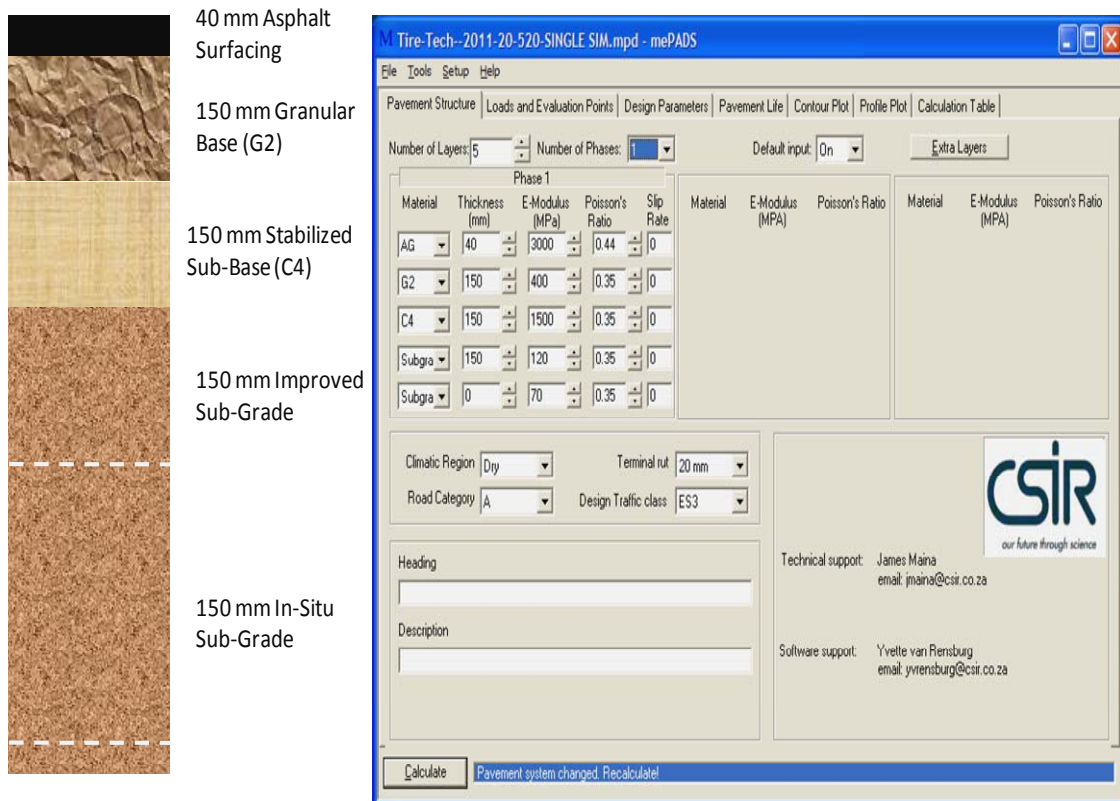 40 mm Asphalt
Surfacing
150 mm Granular
Base (G2)
150 mm Stabilized
Sub-Base (C4)
150 mm Improved
Sub-Grade
150 mm In-Situ
Sub-Grade
M Tire-Tech--2011-20-520-SINGLE SIM.mpd - mePADS
File Tools Setup Help
Pavement Structure Loads and Evaluation Points Design Parameters Pavement Life Contour Plot Profile Plot Calculation Table
Number of Layers: 5 Number of Phases: 1 Default input: On Extra Layers
Phase 1
Material Thickness (mm) E-Modulus (MPa) Poisson's Ratio Slip Rate Material E-Modulus (MPA) Poisson's Ratio Material E-Modulus (MPA) Poisson's Ratio
AG 40 3000 0.44 0
G2 150 400 0.35 0
C4 150 1500 0.35 0
Subgra 150 120 0.35 0
Subgra 0 70 0.35 0
Climatic Region Dry Terminal rut 20 mm
Road Category A Design Traffic class ES3
CSIR
our future through science
Heading
Description
Technical support: James Maina
email: jmaina@csir.co.za
Software support: Yvette van Rensburg
email: yvrensburg@csir.co.za
Calculate Pavement system changed. Recalculate!